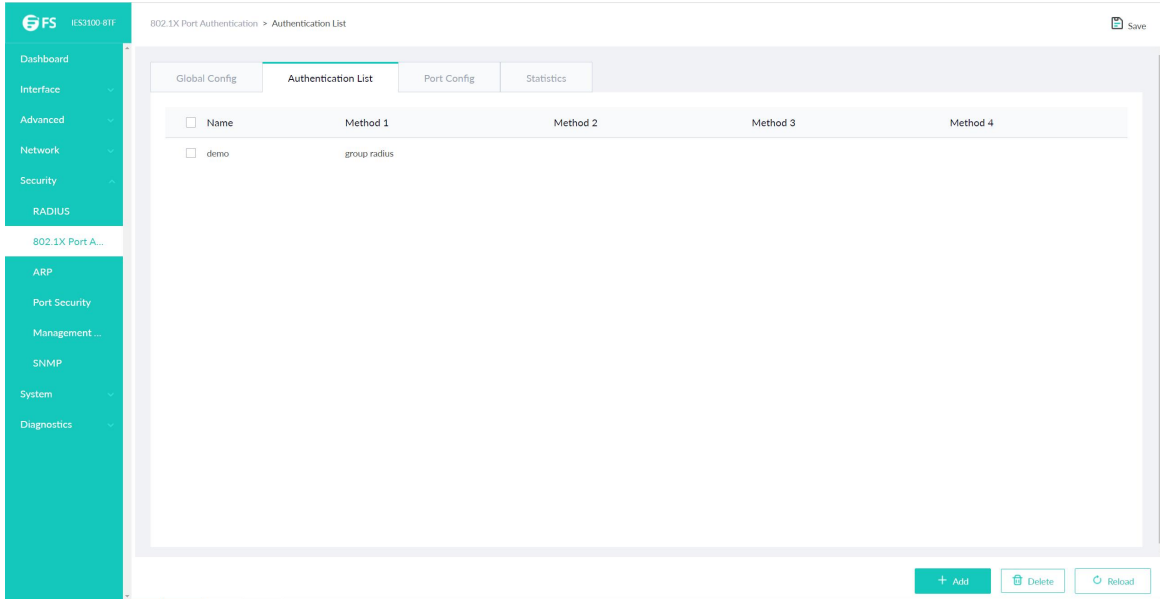 FS IES3100-8TF
802.1X Port Authentication > Authentication List
Save
Dashboard
Interface
Advanced
Network
Security
RADIUS
802.1X Port A...
ARP
Port Security
Management ...
SNMP
System
Diagnostics
Global Config Authentication List Port Config Statistics
Name Method 1 Method 2 Method 3 Method 4
demo group radius
+ Add Delete Reload